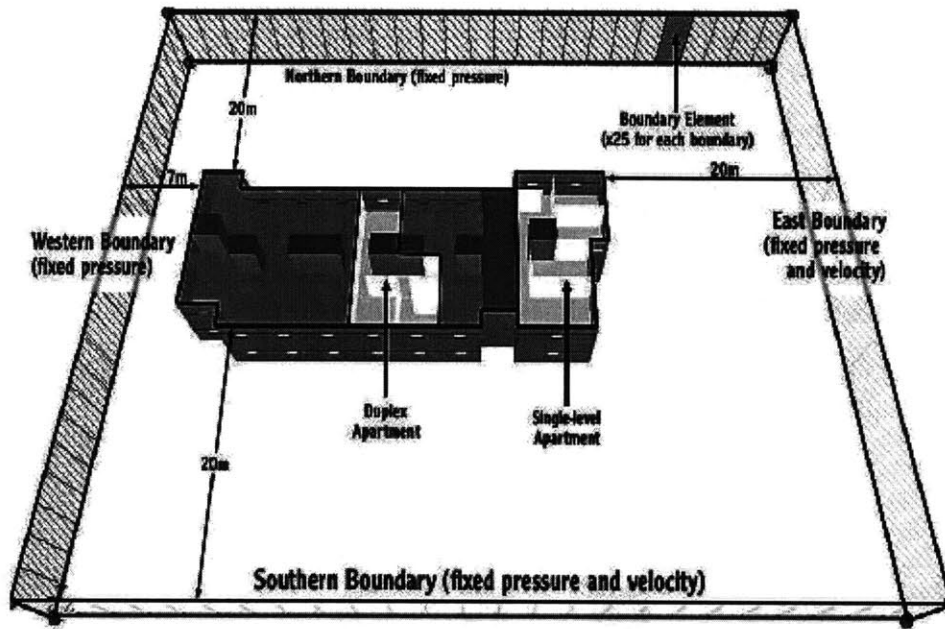 Northern Boundary (fixed pressure)
20m
Boundary Element
(x25 for each boundary)
7m
20m
Western Boundary
(fixed pressure)
East Boundary
(fixed pressure
and velocity)
Duplex
Apartment
Single-level
Apartment
20m
Southern Boundary (fixed pressure and velocity)